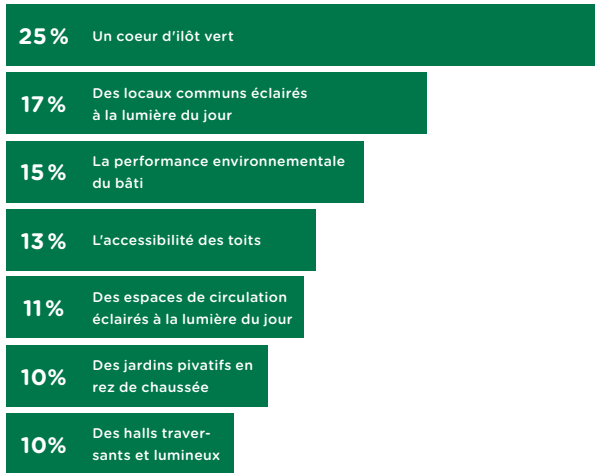 25 % Un coeur d'ilôt vert
17 % Des locaux communs éclairés
à la lumière du jour
15 % La performance environnementale
du bâti
13 % L'accessibilité des toits
11 % Des espaces de circulation
éclairés à la lumière du jour
10% Des jardins pivatifs en
rez de chaussée
10% Des halls traver-
sants et lumineux